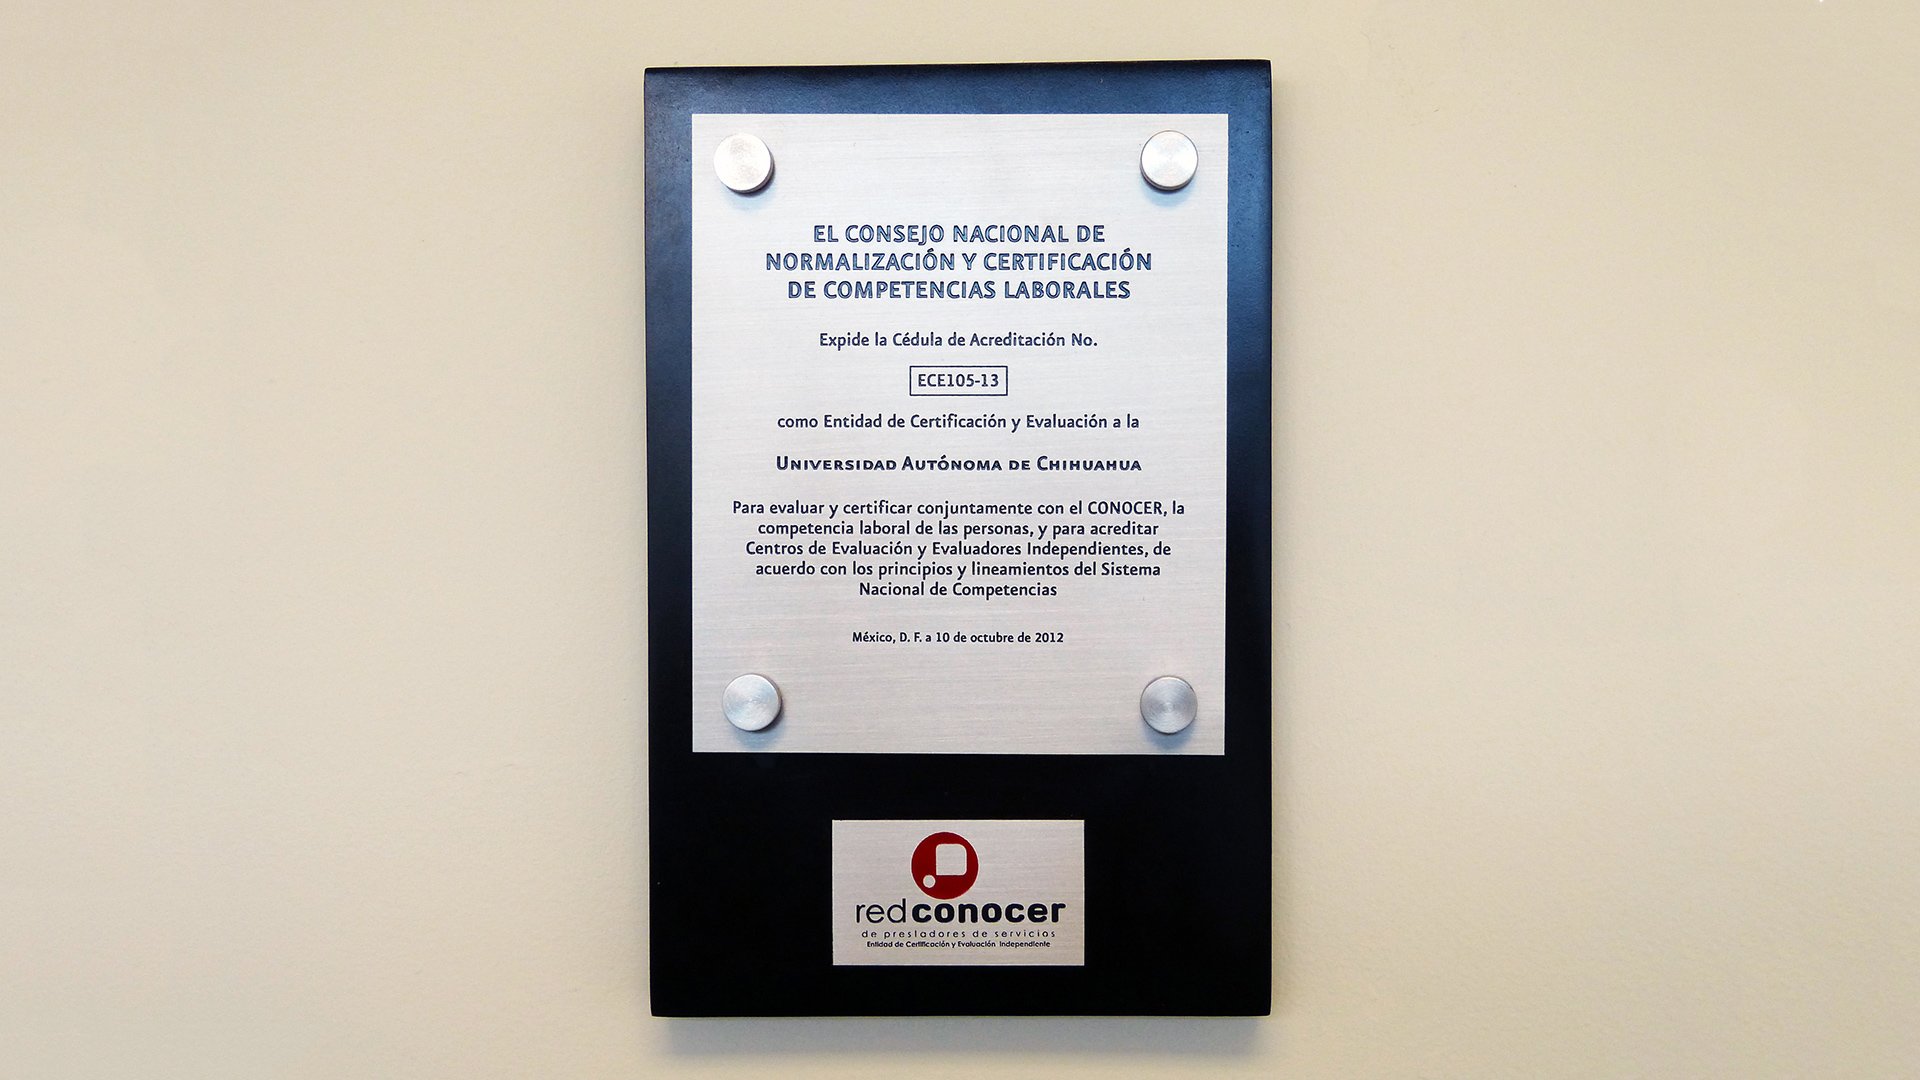 EL CONSEJO NACIONAL DE
NORMALIZACIÓN Y CERTIFICACIÓN
DE COMPETENCIAS LABORALES
Expide la Cédula de Acreditación No.
ECE105-13
como Entidad de Certificación y Evaluación a la
UNIVERSIDAD AUTÓNOMA DE CHIHUAHUA
Para evaluar y certificar conjuntamente con el CONOCER, la
competencia laboral de las personas, y para acreditar
Centros de Evaluación y Evaluadores Independientes, de
acuerdo con los principios y lineamientos del Sistema
Nacional de Competencias
México, D. F. a 10 de octubre de 2012
redconocer
de prestadores de servicios
Entidad de Certificación y Evaluación Independiente